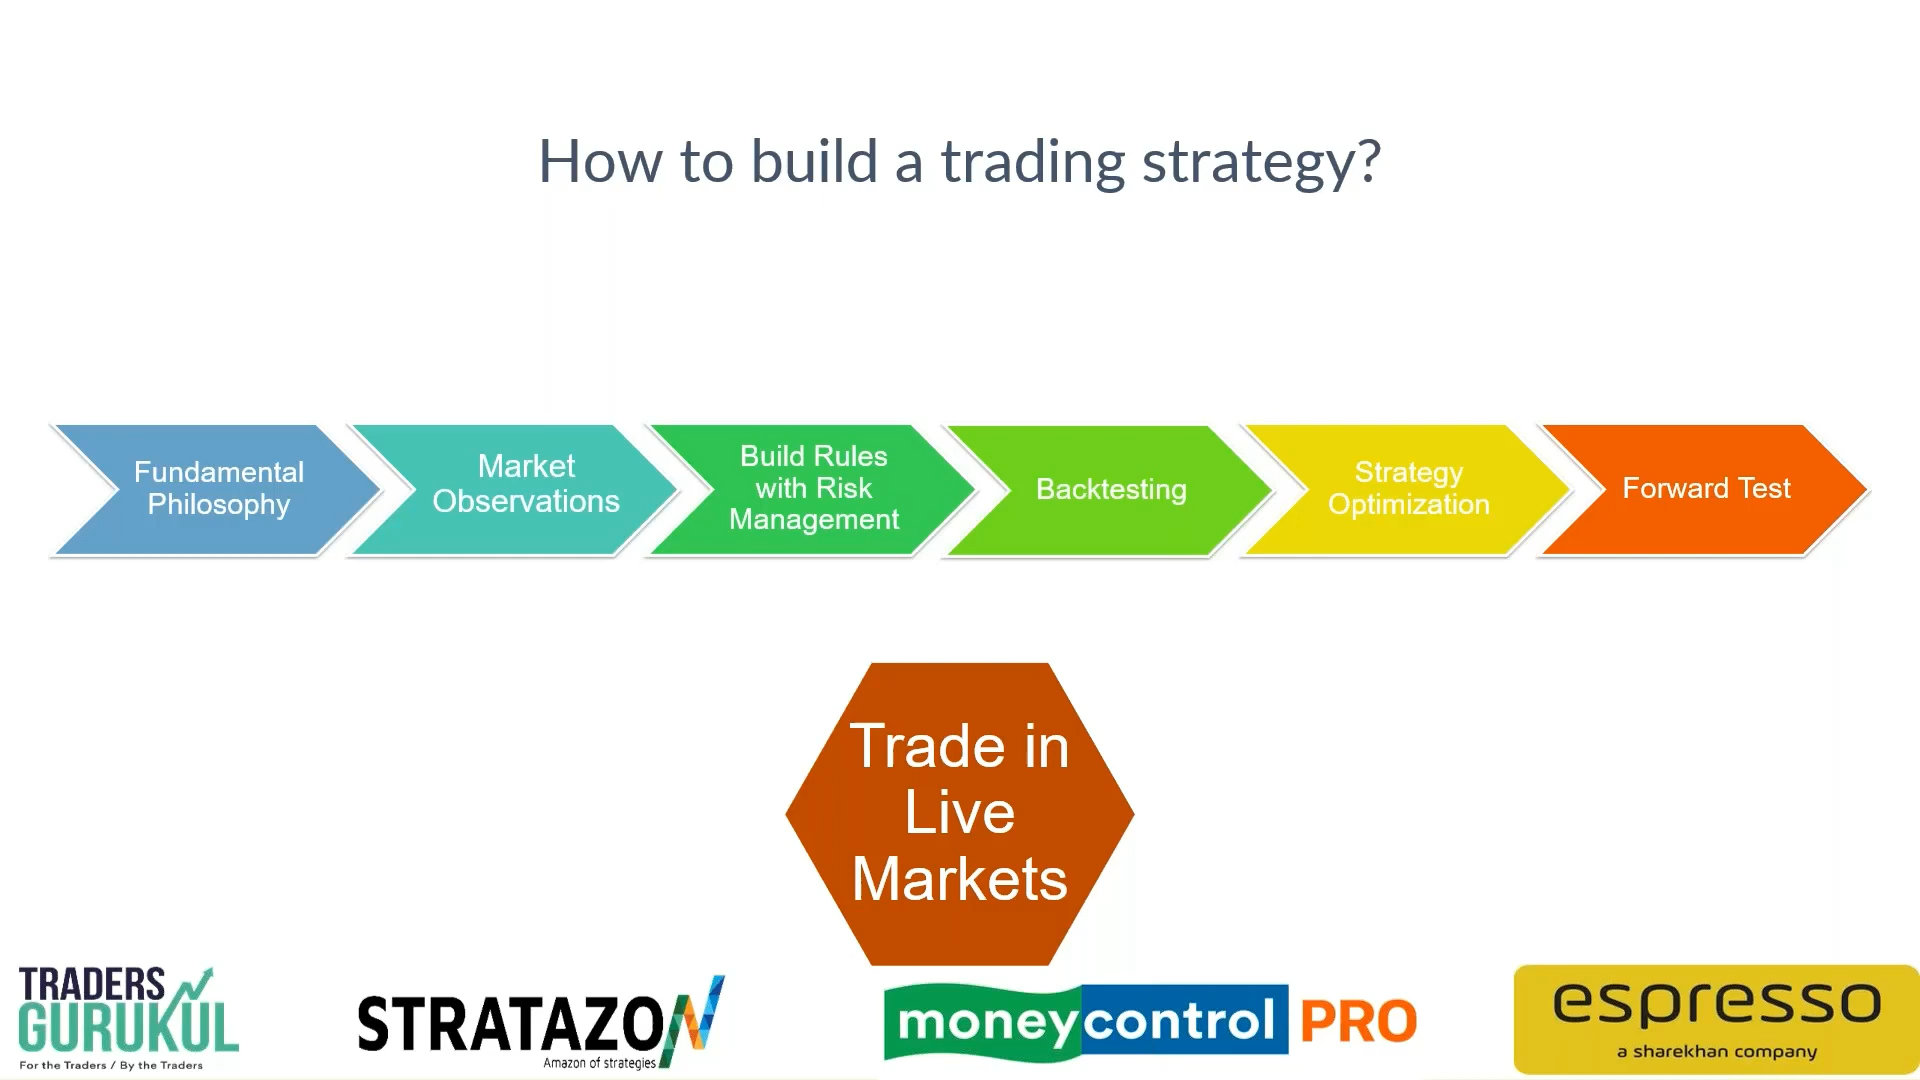 How to build a trading strategy?
Fundamental
Philosophy
Market
Observations
Build Rules
with Risk
Management
Backtesting
Strategy
Optimization
Forward Test
Trade in
Live
Markets
TRADERS
GURUKUL
For the Traders / By the Traders
STRATAZON
Amazon of strategies
moneycontrol PRO
espresso
a sharekhan company